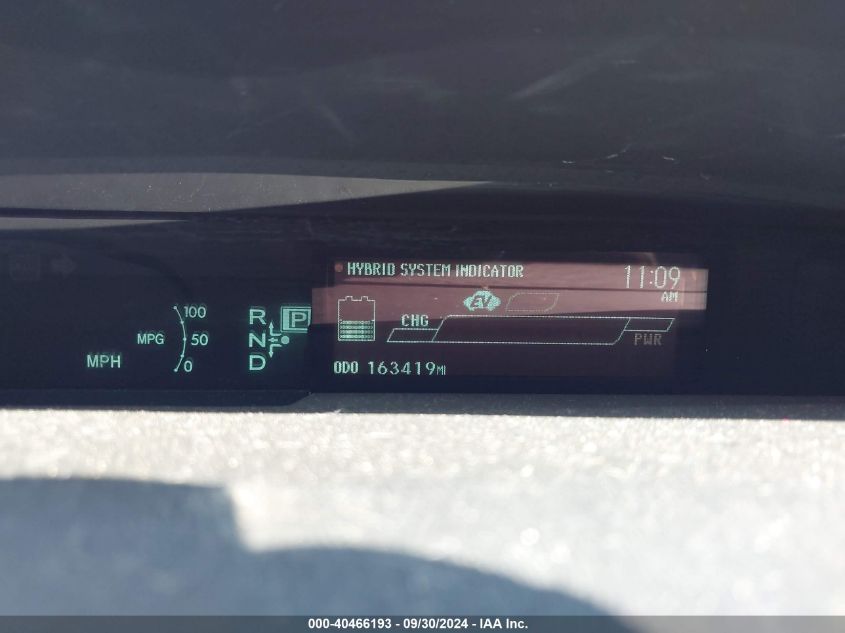 HYBRID SYSTEM INDICATOR
11:09
AM
EV
100
MPG
50
0
MPH
R
P
N
D
CHG
PWR
ODO 163419MI
000-40466193 - 09/30/2024 - IAA Inc.